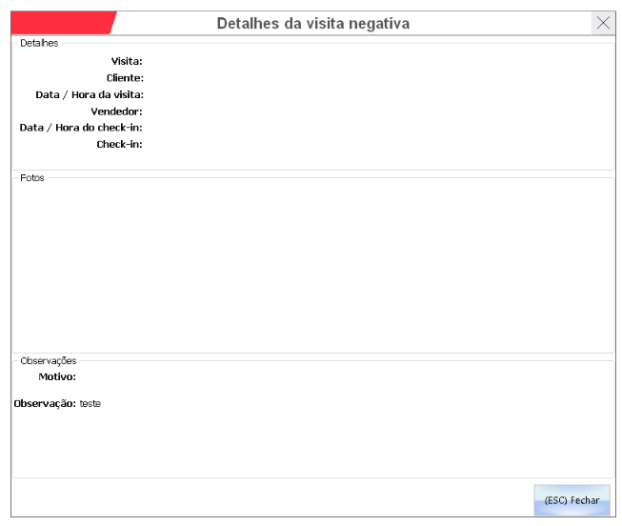 Detalhes da visita negativa
Detalhes
Visita:
Cliente:
Data / Hora da visita:
Vendedor:
Data / Hora do check-in:
Check-in:
Fotos
Observações
Motivo:
Observação: teste
(ESC) Fechar